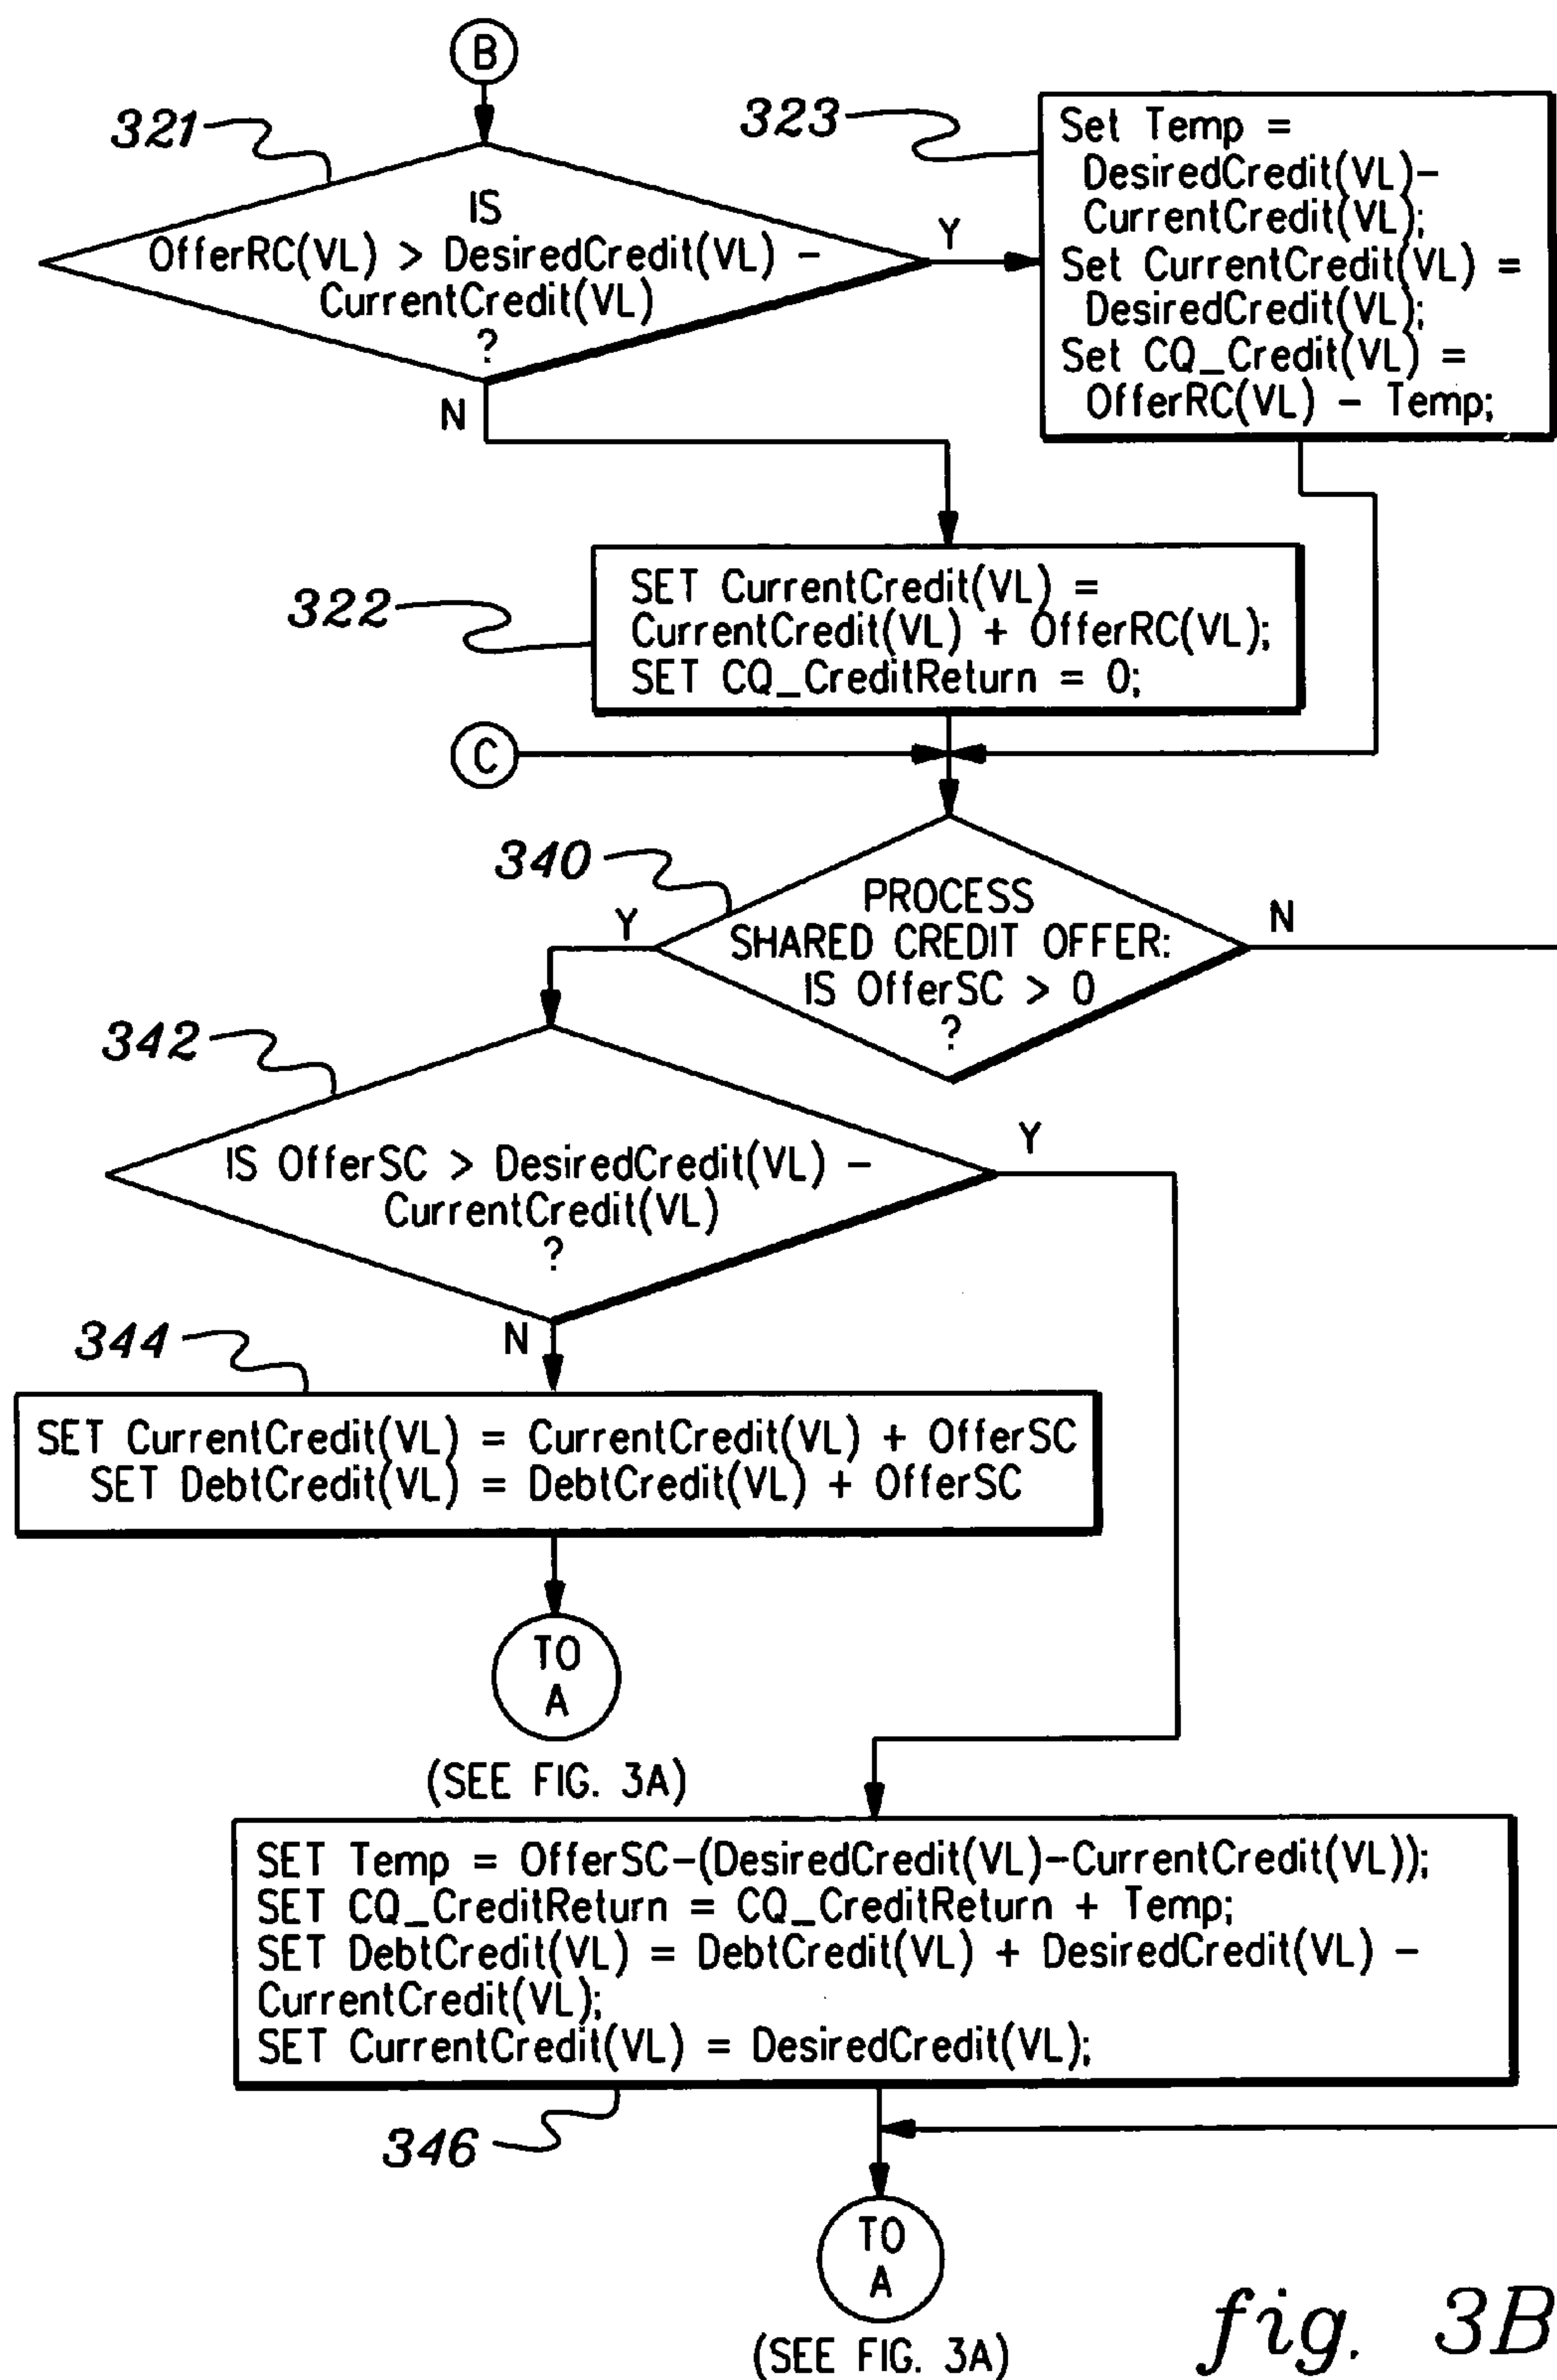 B
321
IS
OfferRC(VL) > DesiredCredit(VL) –
CurrentCredit(VL)
?
Y
N
323
Set Temp =
DesiredCredit(VL)–
CurrentCredit(VL);
Set CurrentCredit(VL) =
DesiredCredit(VL);
Set CQ_Credit(VL) =
OfferRC(VL) – Temp;
322
SET CurrentCredit(VL) =
CurrentCredit(VL) + OfferRC(VL);
SET CQ_CreditReturn = 0;
C
340
PROCESS
SHARED CREDIT OFFER:
IS OfferSC > 0
?
Y
N
342
IS OfferSC > DesiredCredit(VL) –
CurrentCredit(VL)
?
Y
N
344
SET CurrentCredit(VL) = CurrentCredit(VL) + OfferSC
SET DebtCredit(VL) = DebtCredit(VL) + OfferSC
TO
A
(SEE FIG. 3A)
SET Temp = OfferSC–(DesiredCredit(VL)–CurrentCredit(VL));
SET CQ_CreditReturn = CQ_CreditReturn + Temp;
SET DebtCredit(VL) = DebtCredit(VL) + DesiredCredit(VL) –
CurrentCredit(VL);
SET CurrentCredit(VL) = DesiredCredit(VL);
346
TO
A
(SEE FIG. 3A)
fig. 3B